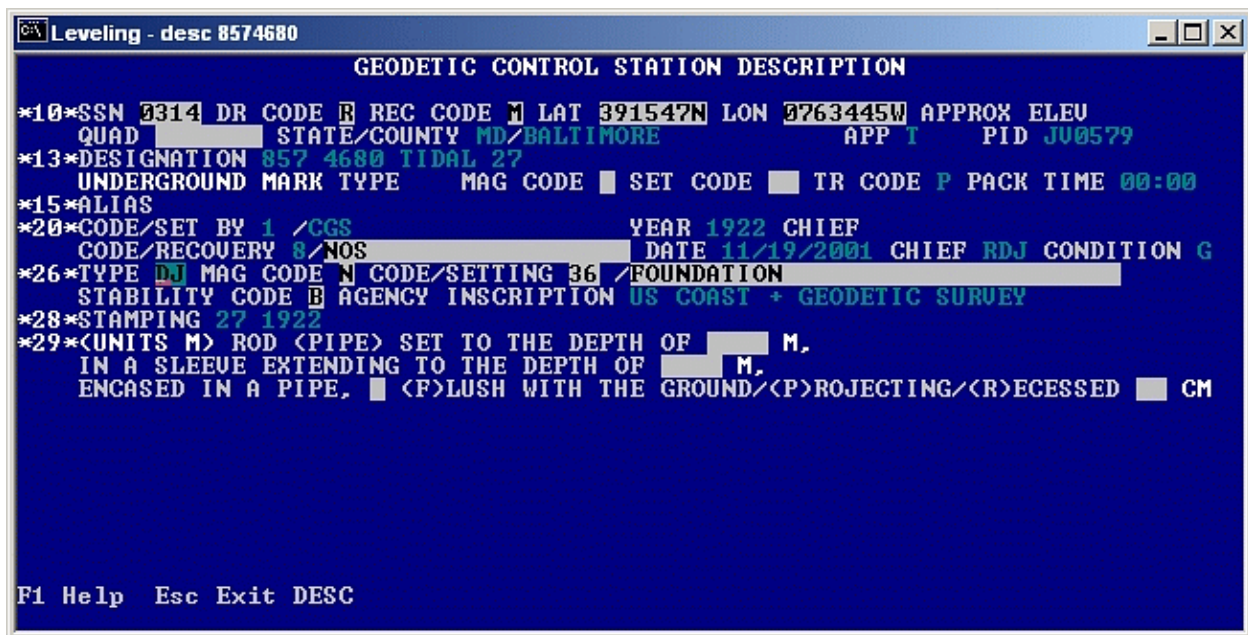 Leveling - desc 8574680
GEODETIC CONTROL STATION DESCRIPTION
*10*SSN 0314 DR CODE R REC CODE M LAT 391547N LON 0763445W APPROX ELEV
QUAD STATE/COUNTY MD/BALTIMORE APP T PID JV0579
*13*DESIGNATION 857 4680 TIDAL 27
UNDERGROUND MARK TYPE MAG CODE SET CODE TR CODE P PACK TIME 00:00
*15*ALIAS
*20*CODE/SET BY 1 /CGS YEAR 1922 CHIEF
CODE/RECOVERY 8/NOS DATE 11/19/2001 CHIEF RDJ CONDITION G
*26*TYPE DJ MAG CODE N CODE/SETTING 36 /FOUNDATION
STABILITY CODE B AGENCY INSCRIPTION US COAST + GEODETIC SURVEY
*28*STAMPING 27 1922
*29*(UNITS M) ROD (PIPE) SET TO THE DEPTH OF M,
IN A SLEEVE EXTENDING TO THE DEPTH OF M,
ENCASED IN A PIPE, (F)LUSH WITH THE GROUND/(P)ROJECTING/(R)ECESSED CM
F1 Help Esc Exit DESC